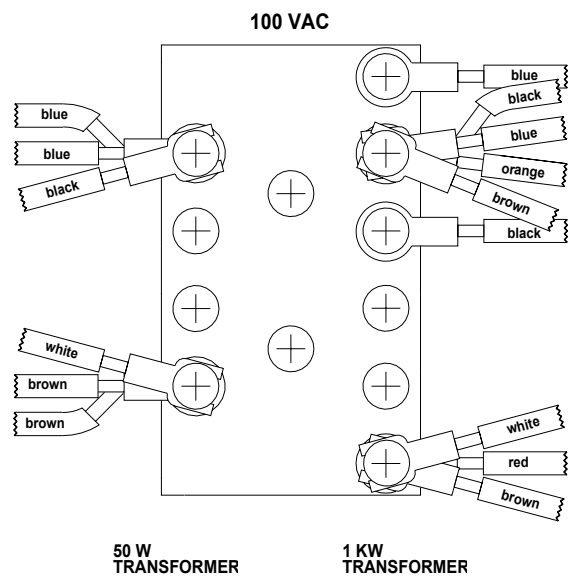 100 VAC
blue
blue
black
white
brown
brown
blue
black
blue
orange
brown
black
white
red
brown
50 W
TRANSFORMER
1 KW
TRANSFORMER